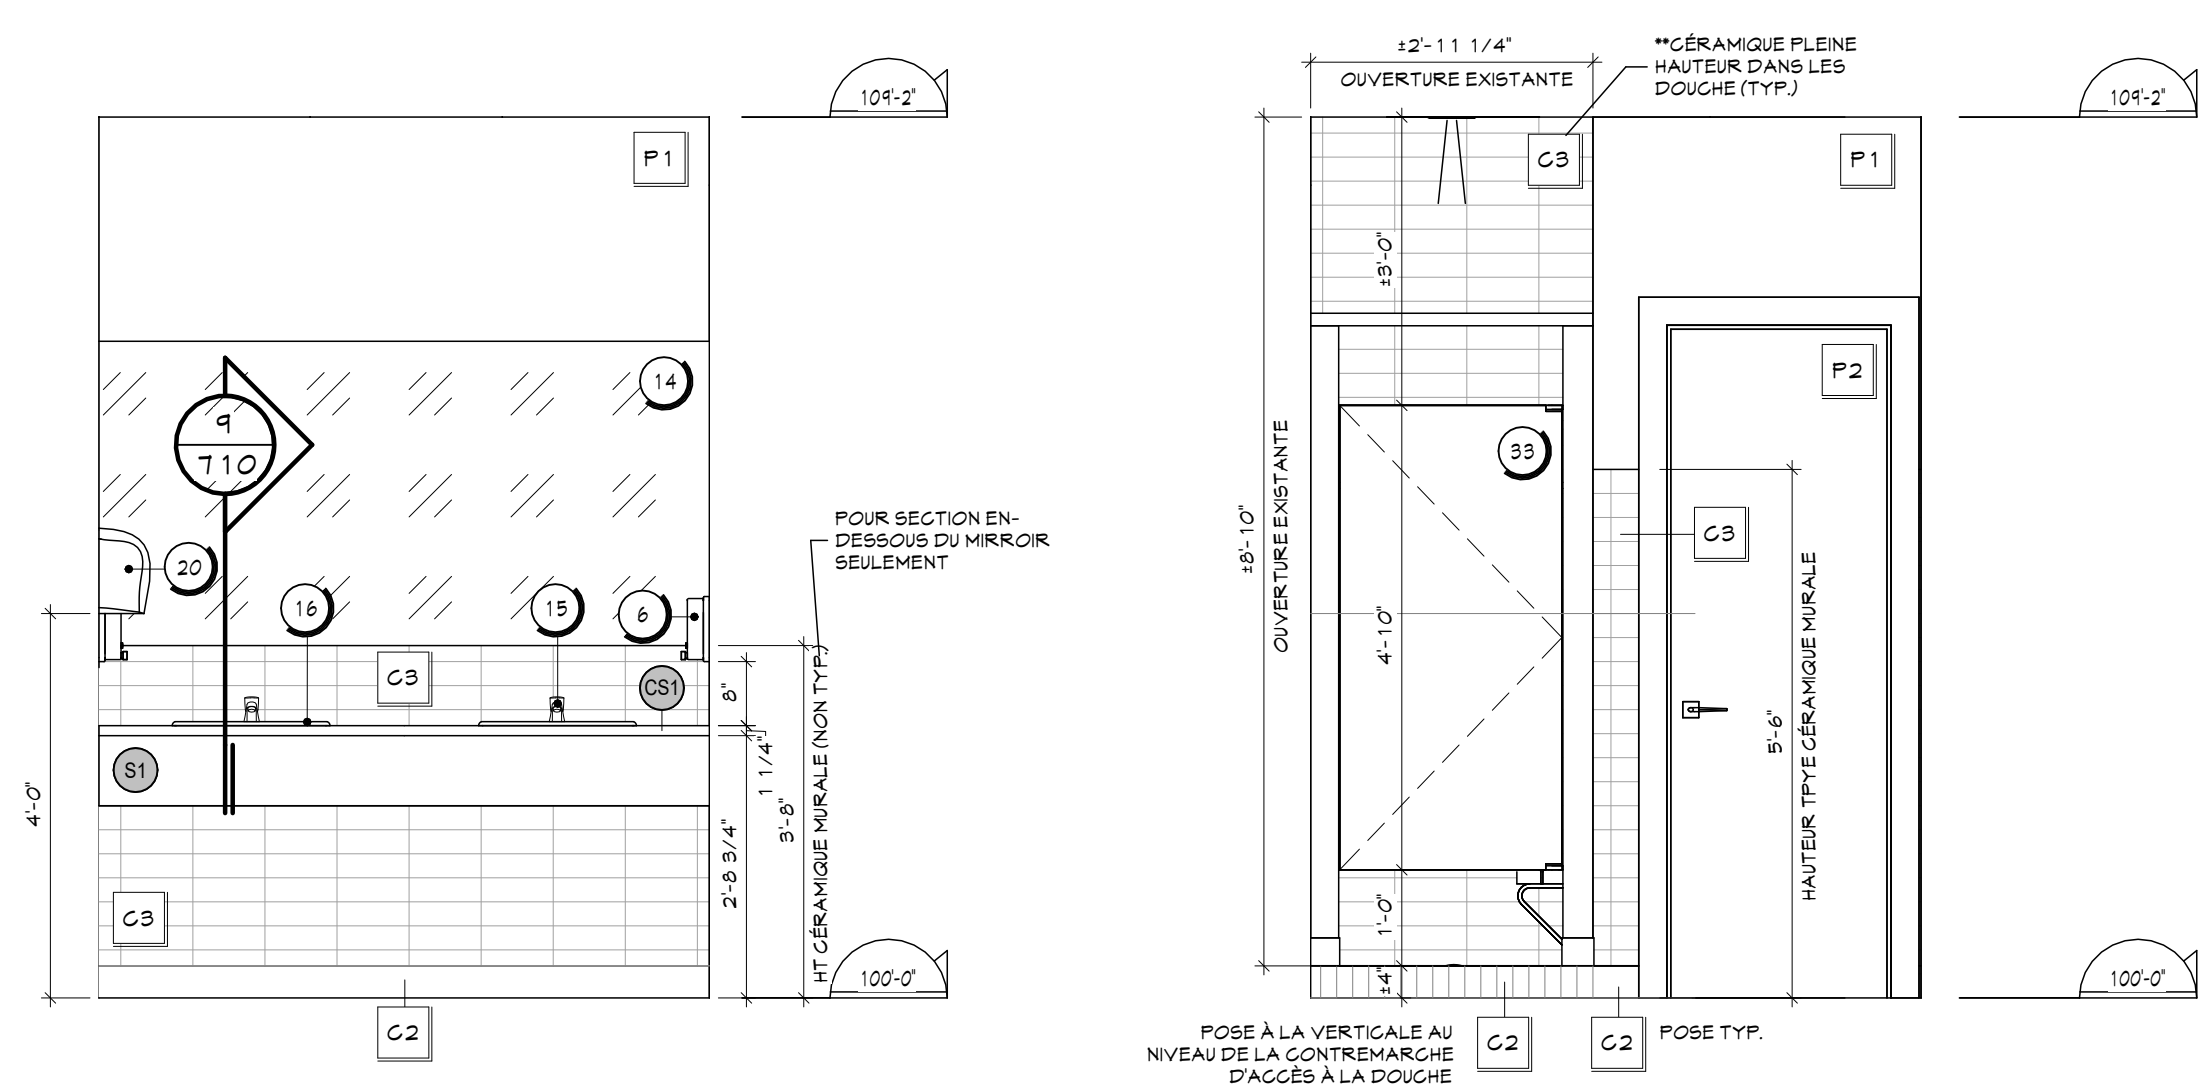 109'-2"
P1
14
9
710
POUR SECTION EN-
DESSOUS DU MIRROIR
SEULEMENT
20
16
15
6
C3
CS1
8"
S1
1 1/4"
4'-0"
3'-8"
2'-8 3/4"
HT CÉRAMIQUE MURALE (NON TYP.)
C3
100'-0"
C2
±2'-11 1/4"
OUVERTURE EXISTANTE
**CÉRAMIQUE PLEINE
HAUTEUR DANS LES
DOUCHE (TYP.)
109'-2"
C3
P1
±3'-0"
P2
33
±8'-10"
OUVERTURE EXISTANTE
C3
4'-10"
5'-6"
HAUTEUR TPYE CÉRAMIQUE MURALE
1'-0"
±4"
100'-0"
POSE À LA VERTICALE AU
NIVEAU DE LA CONTREMARCHE
D'ACCÈS À LA DOUCHE
C2
C2
POSE TYP.